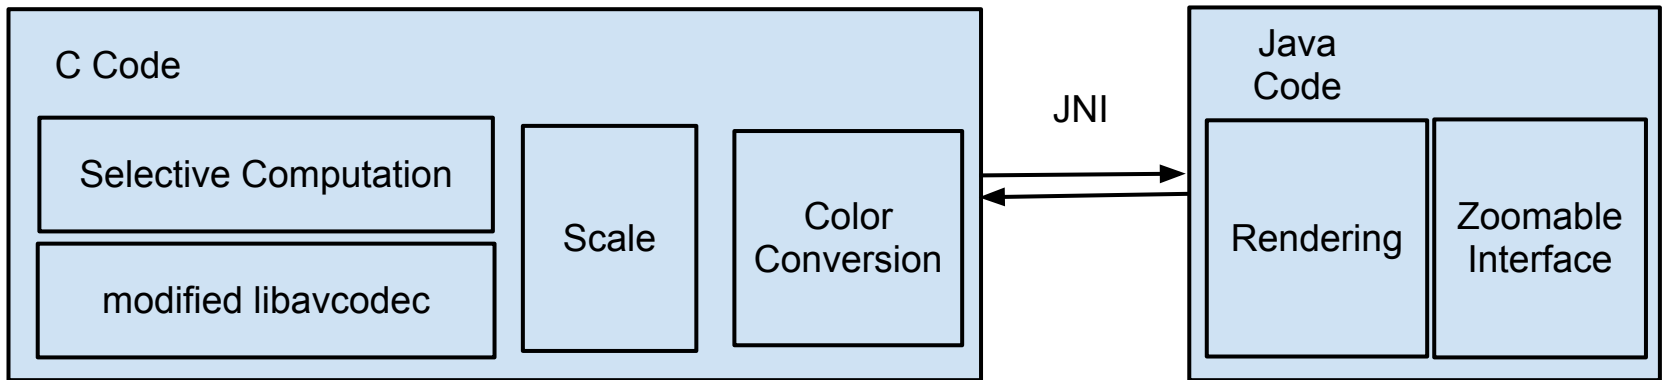 C Code
Selective Computation
modified libavcodec
Scale
Color
Conversion
JNI
Java
Code
Rendering
Zoomable
Interface